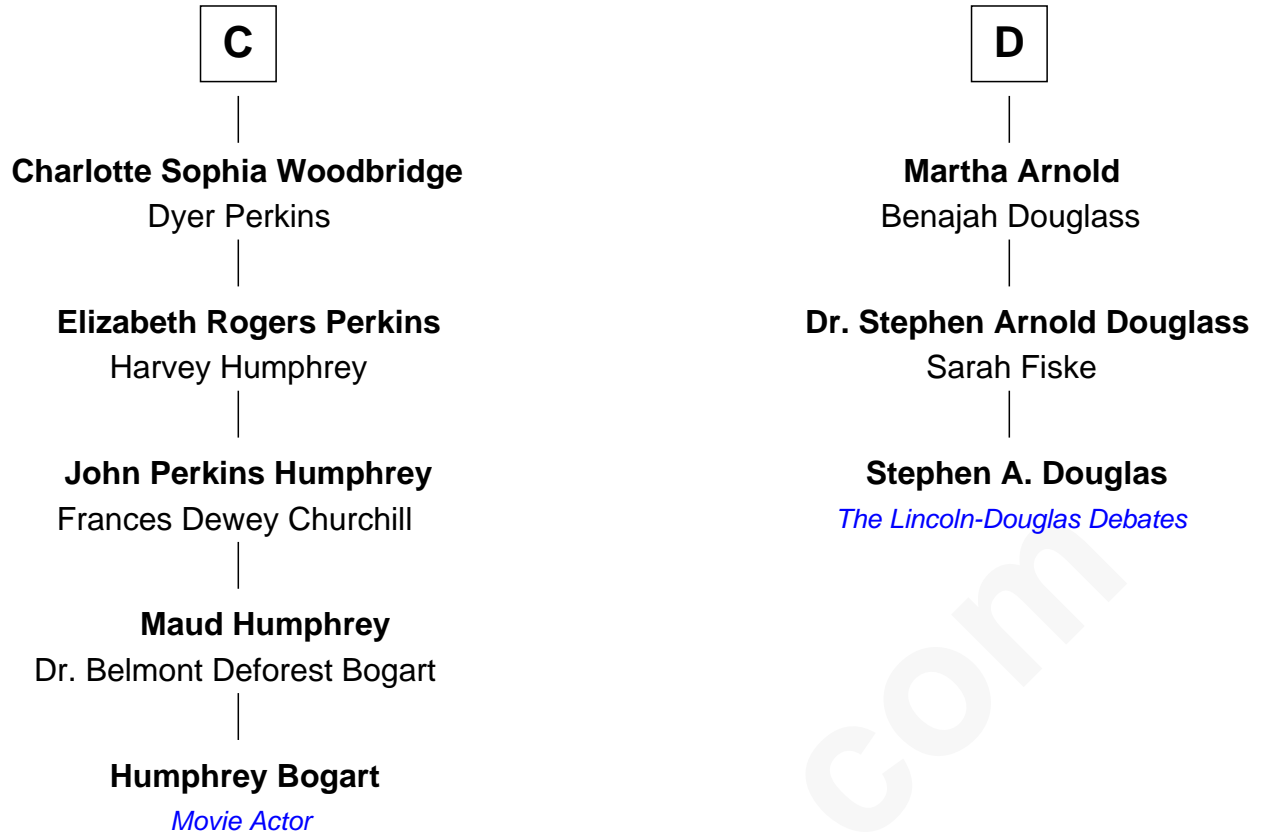 C
Charlotte Sophia Woodbridge
Dyer Perkins
Elizabeth Rogers Perkins
Harvey Humphrey
John Perkins Humphrey
Frances Dewey Churchill
Maud Humphrey
Dr. Belmont Deforest Bogart
Humphrey Bogart
Movie Actor
D
Martha Arnold
Benajah Douglass
Dr. Stephen Arnold Douglass
Sarah Fiske
Stephen A. Douglas
The Lincoln-Douglas Debates
com